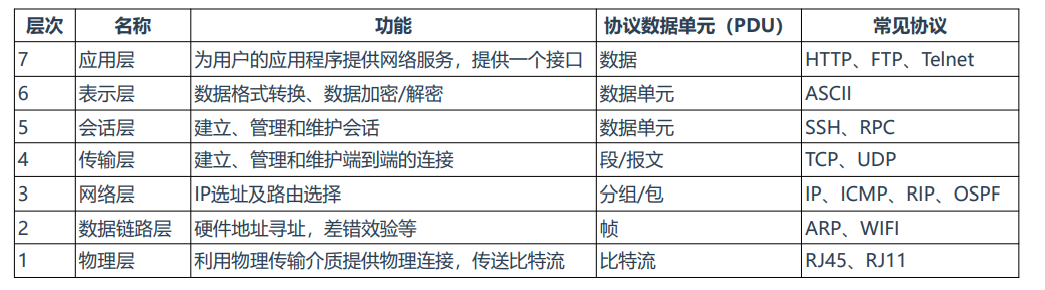 层次 名称 功能 协议数据单元（PDU） 常见协议
7 应用层 为用户的应用程序提供网络服务，提供一个接口 数据 HTTP、FTP、Telnet
6 表示层 数据格式转换、数据加密/解密 数据单元 ASCII
5 会话层 建立、管理和维护会话 数据单元 SSH、RPC
4 传输层 建立、管理和维护端到端的连接 段/报文 TCP、UDP
3 网络层 IP选址及路由选择 分组/包 IP、ICMP、RIP、OSPF
2 数据链路层 硬件地址寻址，差错效验等 帧 ARP、WIFI
1 物理层 利用物理传输介质提供物理连接，传送比特流 比特流 RJ45、RJ11